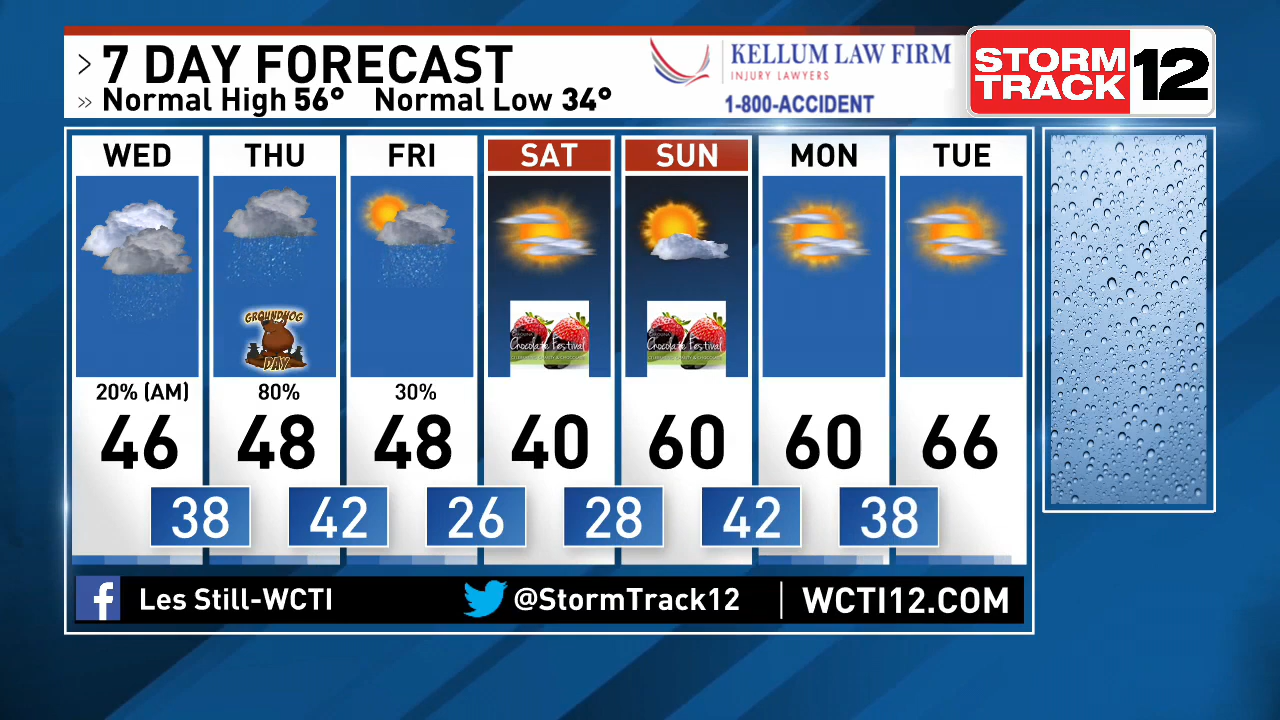 > 7 DAY FORECAST
» Normal High 56° Normal Low 34°
KELLUM LAW FIRM
INJURY LAWYERS
1-800-ACCIDENT
STORM
TRACK
12
WED THU FRI SAT SUN MON TUE
GROUNDHOG
DAY
Chocolate Festival
Chocolate Festival
20% (AM) 80% 30%
46 48 48 40 60 60 66
38 42 26 28 42 38
f Les Still-WCTI @StormTrack12 | WCTI12.COM